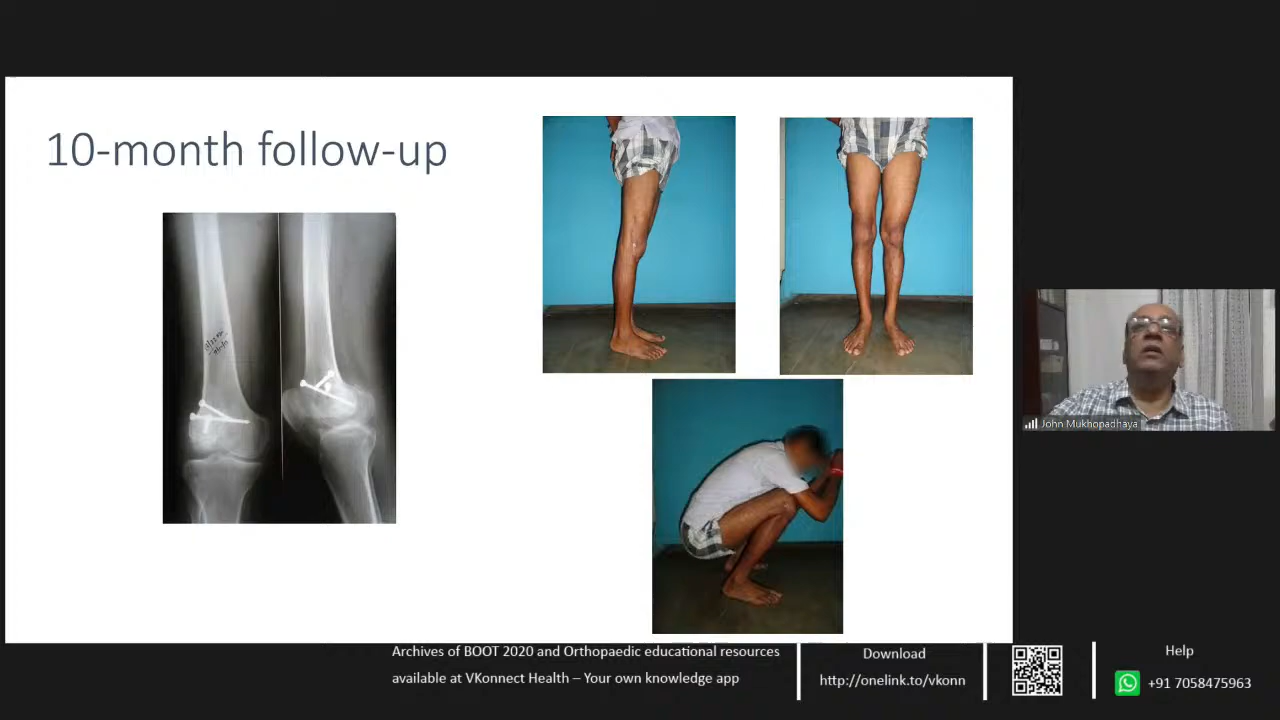 10-month follow-up
John Mukhopadhaya
Archives of BOOT 2020 and Orthopaedic educational resources
available at VKonnect Health – Your own knowledge app
Download
http://onelink.to/vkonn
Help
+91 7058475963